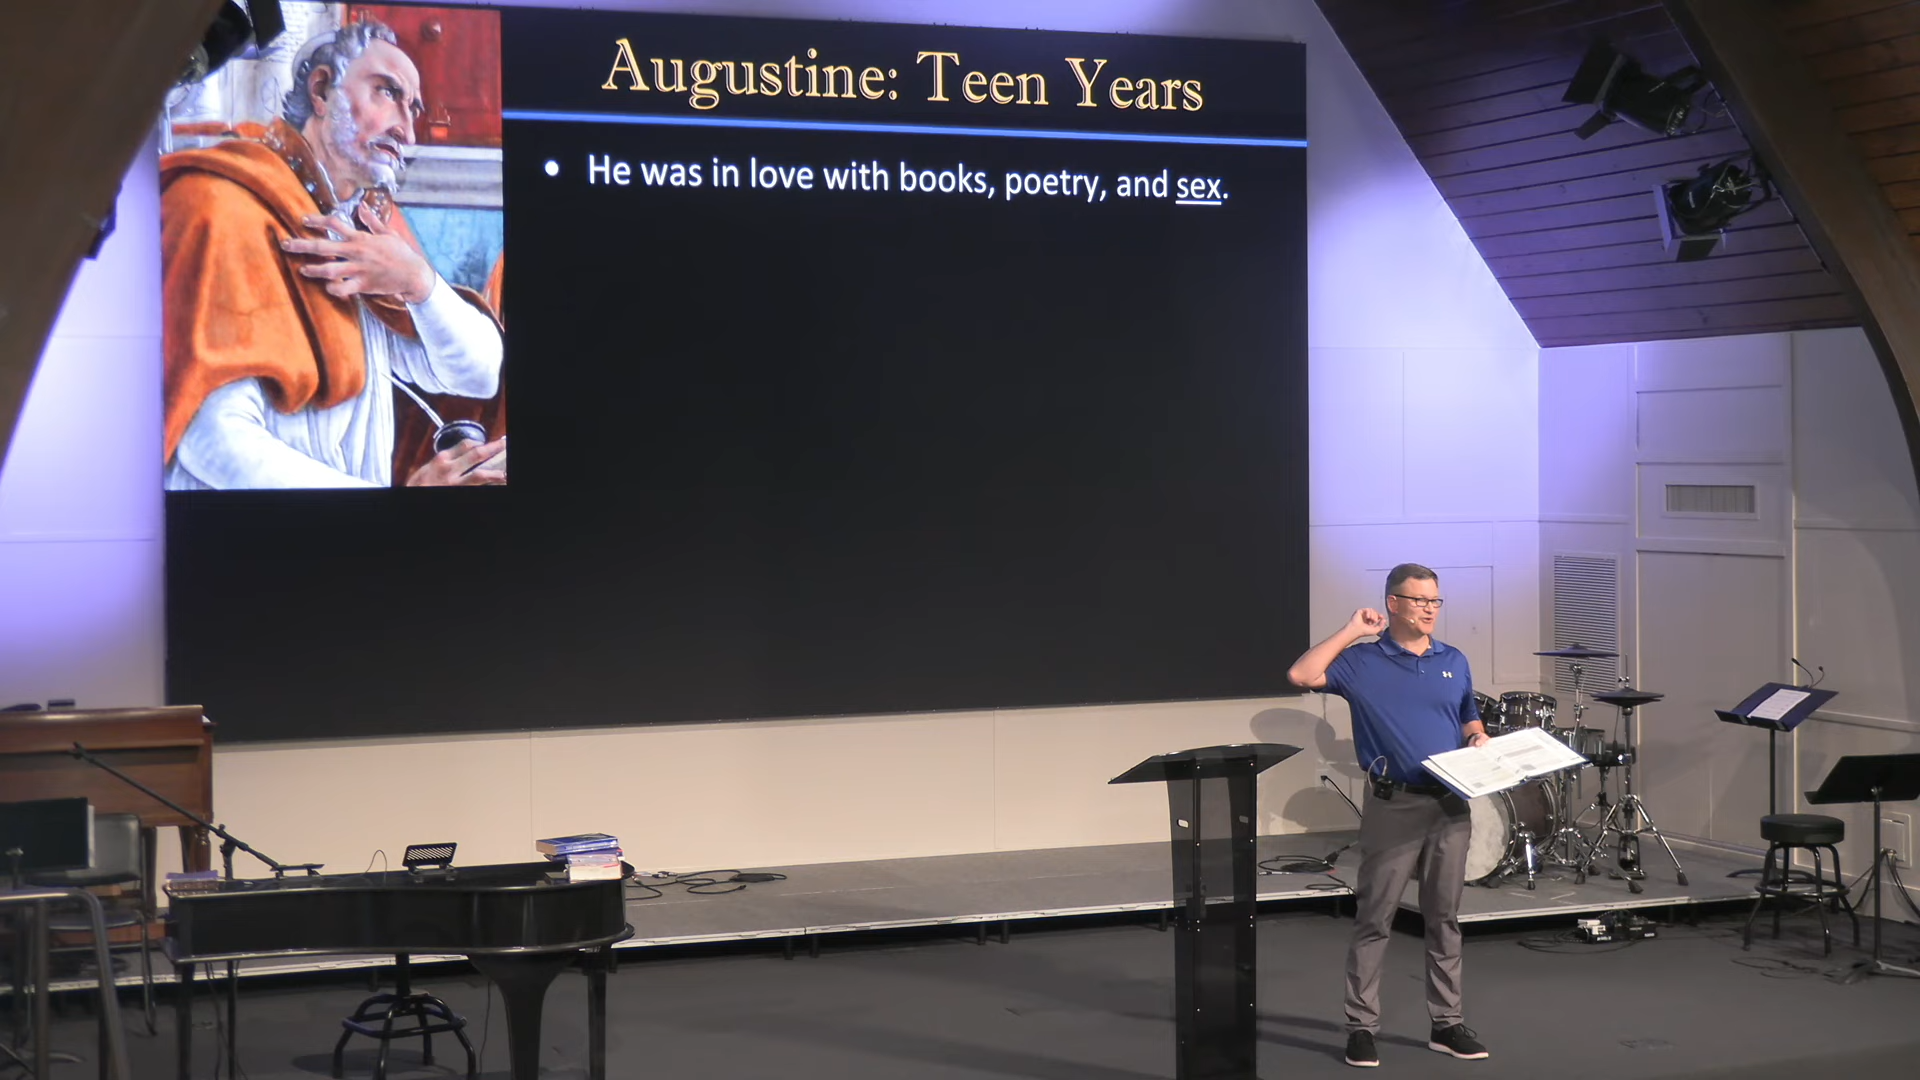 Augustine: Teen Years
• He was in love with books, poetry, and sex.